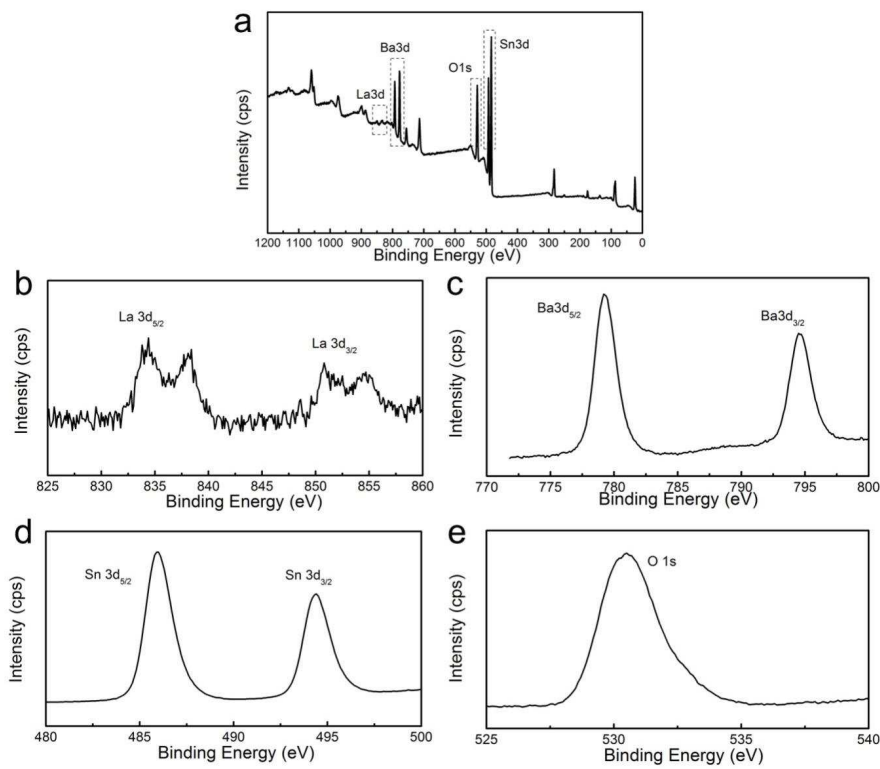 a
Sn3d
Ba3d
O1s
La3d
Intensity (cps)
1200 1100 1000 900 800 700 600 500 400 300 200 100 0
Binding Energy (eV)
b
La 3d5/2
La 3d3/2
Intensity (cps)
825 830 835 840 845 850 855 860
Binding Energy (eV)
c
Ba3d5/2
Ba3d3/2
Intensity (cps)
770 775 780 785 790 795 800
Binding Energy (eV)
d
Sn 3d5/2
Sn 3d3/2
Intensity (cps)
480 485 490 495 500
Binding Energy (eV)
e
O 1s
Intensity (cps)
525 530 535 540
Binding Energy (eV)